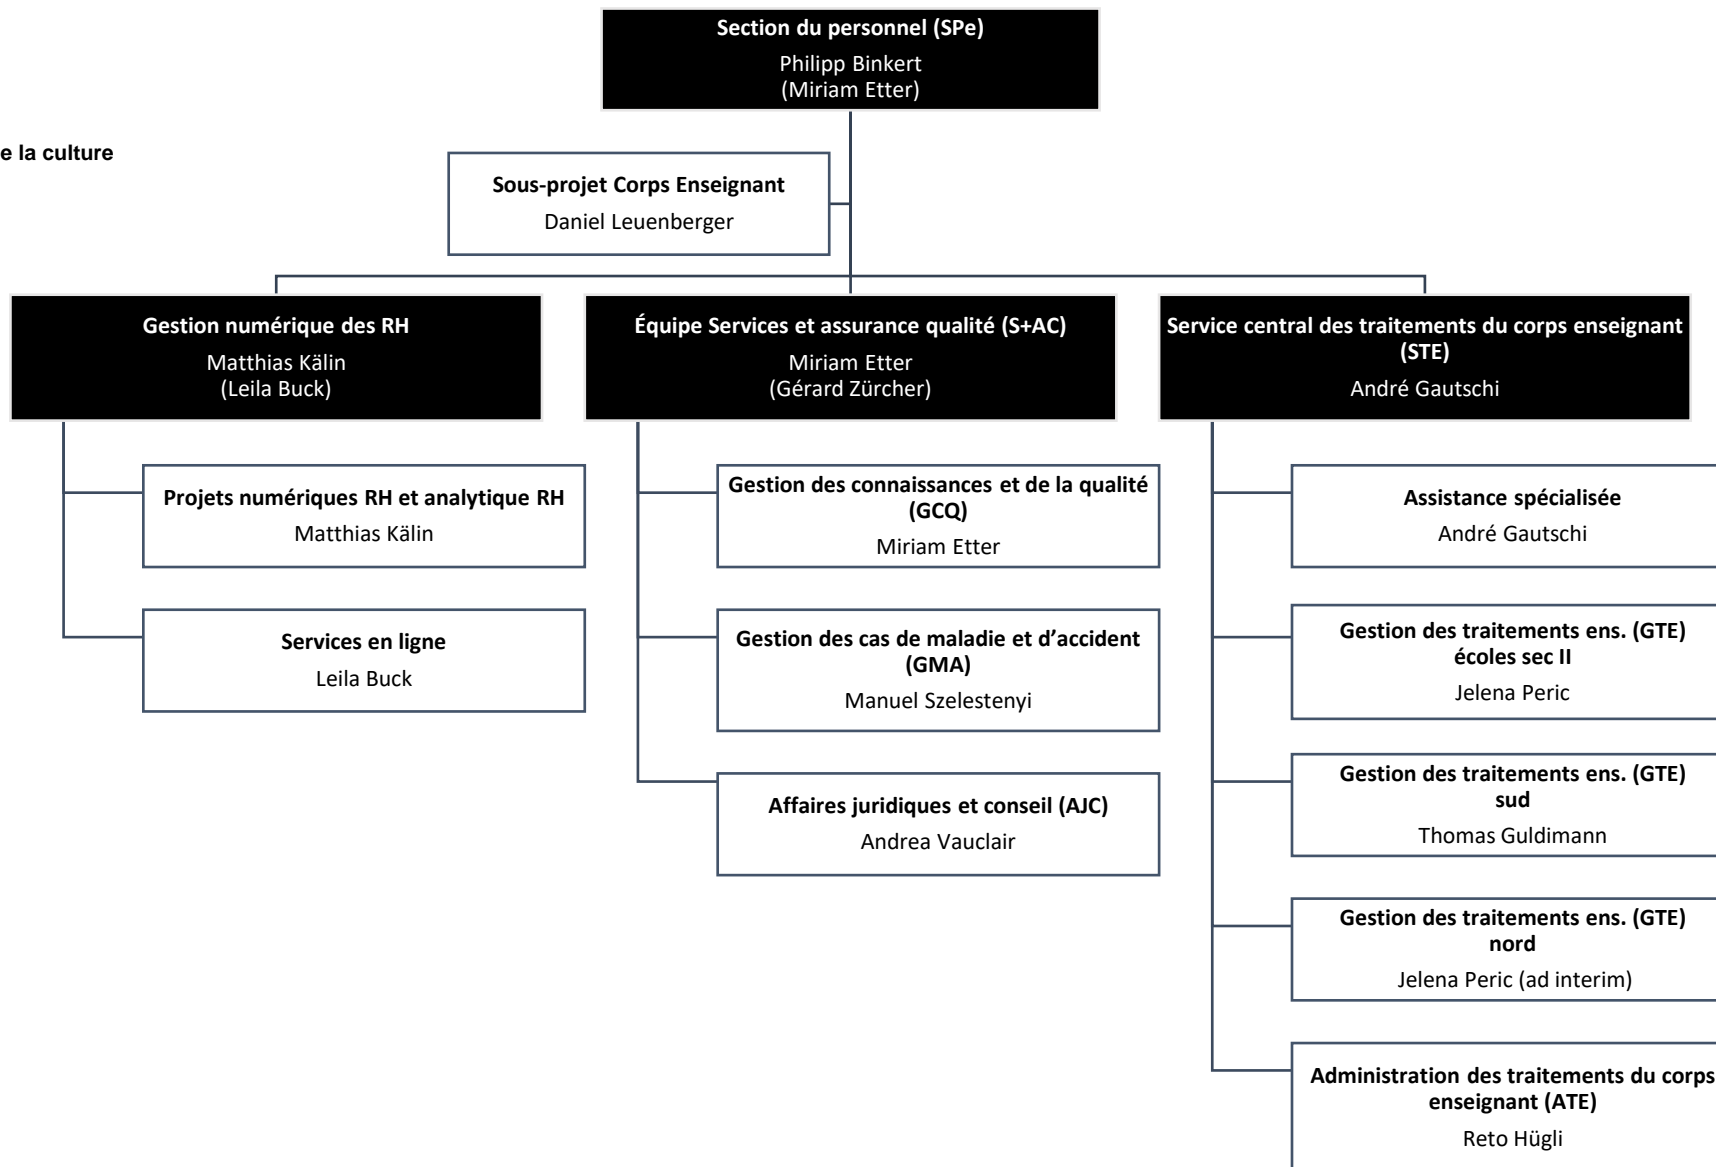 Section du personnel (SPe)
Philipp Binkert
(Miriam Etter)
e la culture
Sous-projet Corps Enseignant
Daniel Leuenberger
Gestion numérique des RH
Matthias Kälin
(Leila Buck)
Équipe Services et assurance qualité (S+AC)
Miriam Etter
(Gérard Zürcher)
Service central des traitements du corps enseignant
(STE)
André Gautschi
Projets numériques RH et analytique RH
Matthias Kälin
Services en ligne
Leila Buck
Gestion des connaissances et de la qualité
(GCQ)
Miriam Etter
Gestion des cas de maladie et d’accident
(GMA)
Manuel Szelestenyi
Affaires juridiques et conseil (AJC)
Andrea Vauclair
Assistance spécialisée
André Gautschi
Gestion des traitements ens. (GTE)
écoles sec II
Jelena Peric
Gestion des traitements ens. (GTE)
sud
Thomas Guldimann
Gestion des traitements ens. (GTE)
nord
Jelena Peric (ad interim)
Administration des traitements du corps
enseignant (ATE)
Reto Hügli